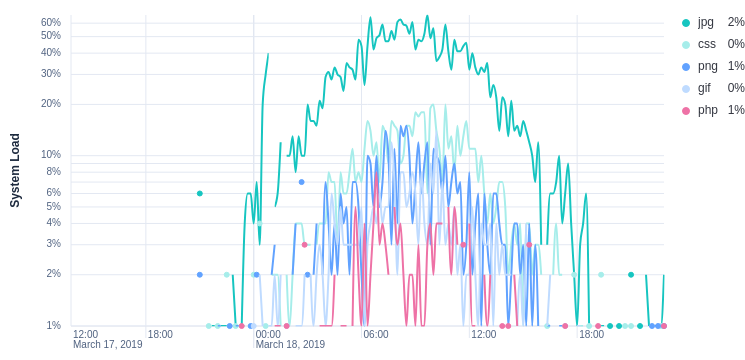 System Load
60%
50%
40%
30%
20%
10%
8%
6%
5%
4%
3%
2%
1%
12:00
March 17, 2019
18:00
00:00
March 18, 2019
06:00
12:00
18:00
jpg 2%
css 0%
png 1%
gif 0%
php 1%